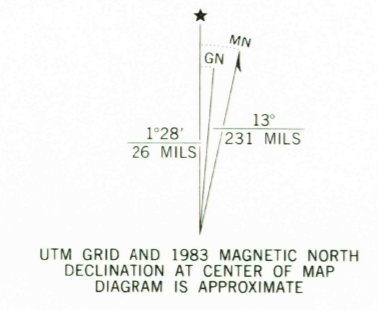 MN
GN
1°28'
26 MILS
13°
231 MILS
UTM GRID AND 1983 MAGNETIC NORTH
DECLINATION AT CENTER OF MAP
DIAGRAM IS APPROXIMATE